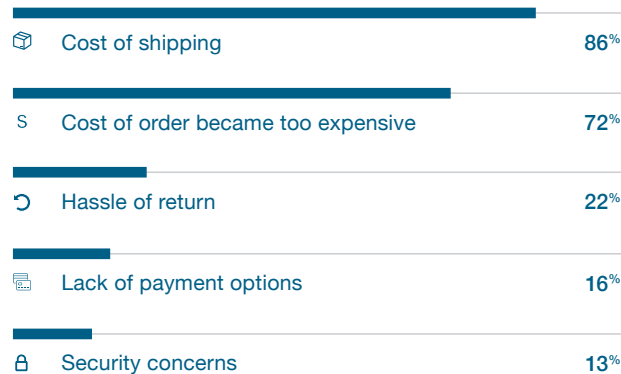 Cost of shipping 86%
S Cost of order became too expensive 72%
Hassle of return 22%
Lack of payment options 16%
Security concerns 13%